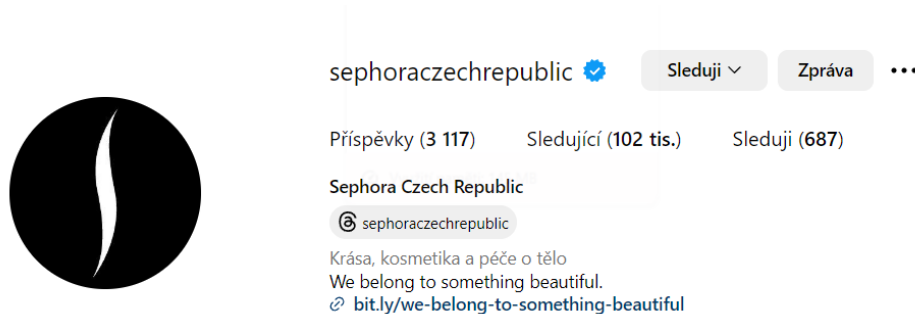 sephoraczechrepublic
Sleduji
Zpráva
Příspěvky (3 117) Sledující (102 tis.) Sleduji (687)
Sephora Czech Republic
sephoraczechrepublic
Krása, kosmetika a péče o tělo
We belong to something beautiful.
bit.ly/we-belong-to-something-beautiful